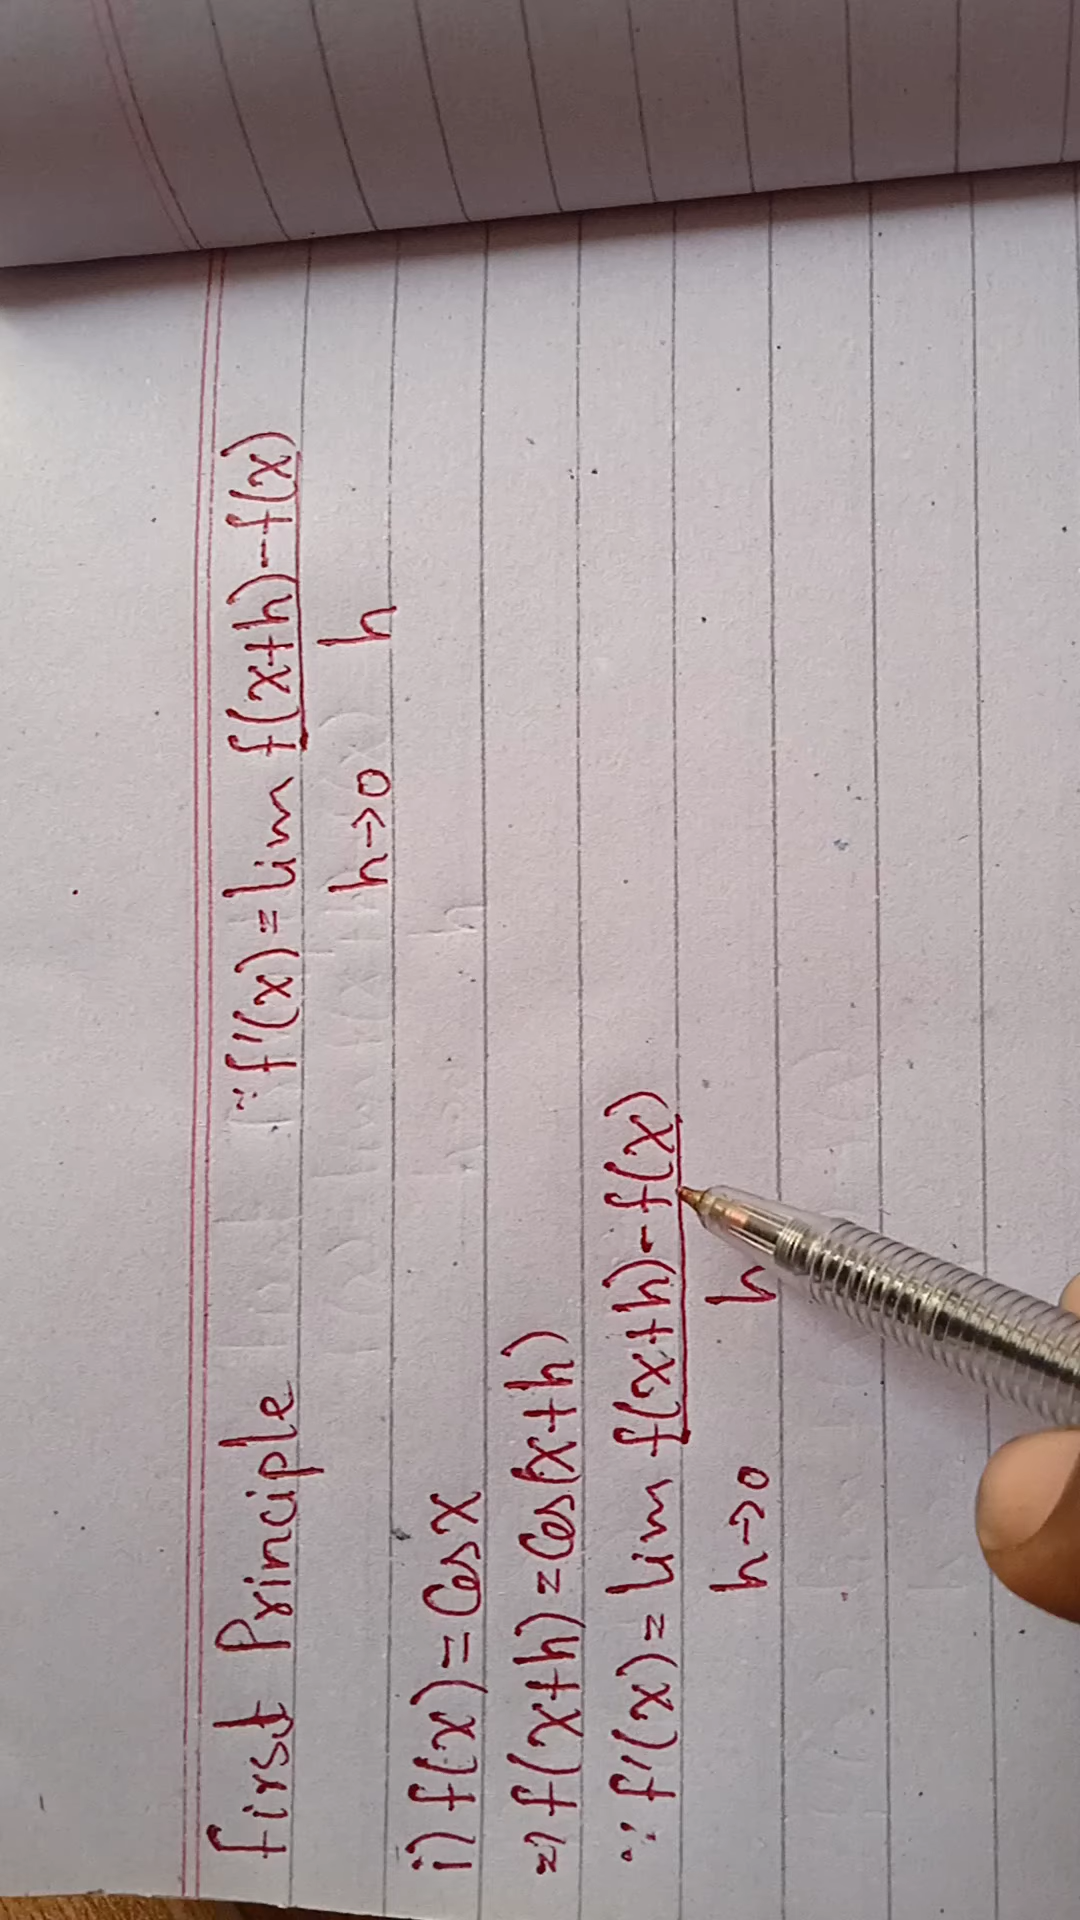 First Principle ∵ f'(x) = lim f(x+h) - f(x)
h→0 h
i) f(x) = Cos x
⇒ f(x+h) = Cos(x+h)
∵ f'(x) = lim f(x+h) - f(x)
h→0 h